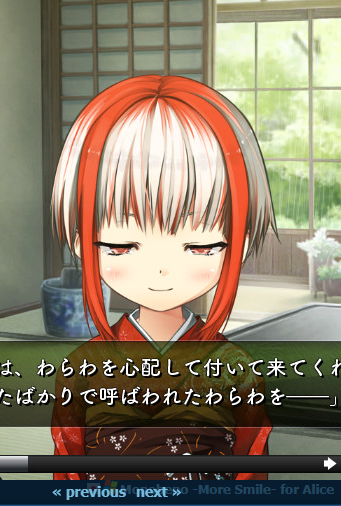 は、わらわを心配して付いて来てくれ
たばかりで呼ばわれたわらわを――」
« previous next »
-More Smile- for Alice